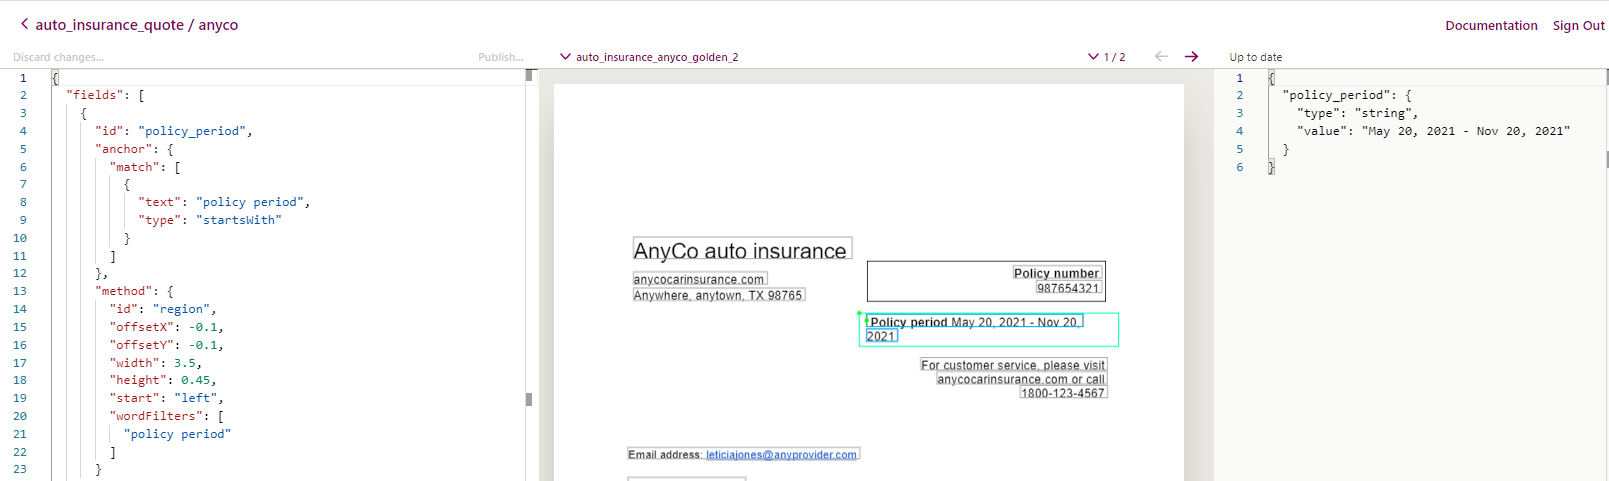 auto_insurance_quote / anyco
Documentation Sign Out
Discard changes...
Publish...
auto_insurance_anyco_golden_2
1 / 2
Up to date
1 {
2 "fields": [
3 {
4 "id": "policy_period",
5 "anchor": {
6 "match": [
7 {
8 "text": "policy period",
9 "type": "startsWith"
10 }
11 ]
12 },
13 "method": {
14 "id": "region",
15 "offsetX": -0.1,
16 "offsetY": -0.1,
17 "width": 3.5,
18 "height": 0.45,
19 "start": "left",
20 "wordFilters": [
21 "policy period"
22 ]
23 }
AnyCo auto insurance
anycocarinsurance.com
Anywhere, anytown, TX 98765
Policy number
987654321
Policy period May 20, 2021 - Nov 20,
2021
For customer service, please visit
anycocarinsurance.com or call
1800-123-4567
Email address: leticiajones@anyprovider.com
1 {
2 "policy_period": {
3 "type": "string",
4 "value": "May 20, 2021 - Nov 20, 2021"
5 }
6 }